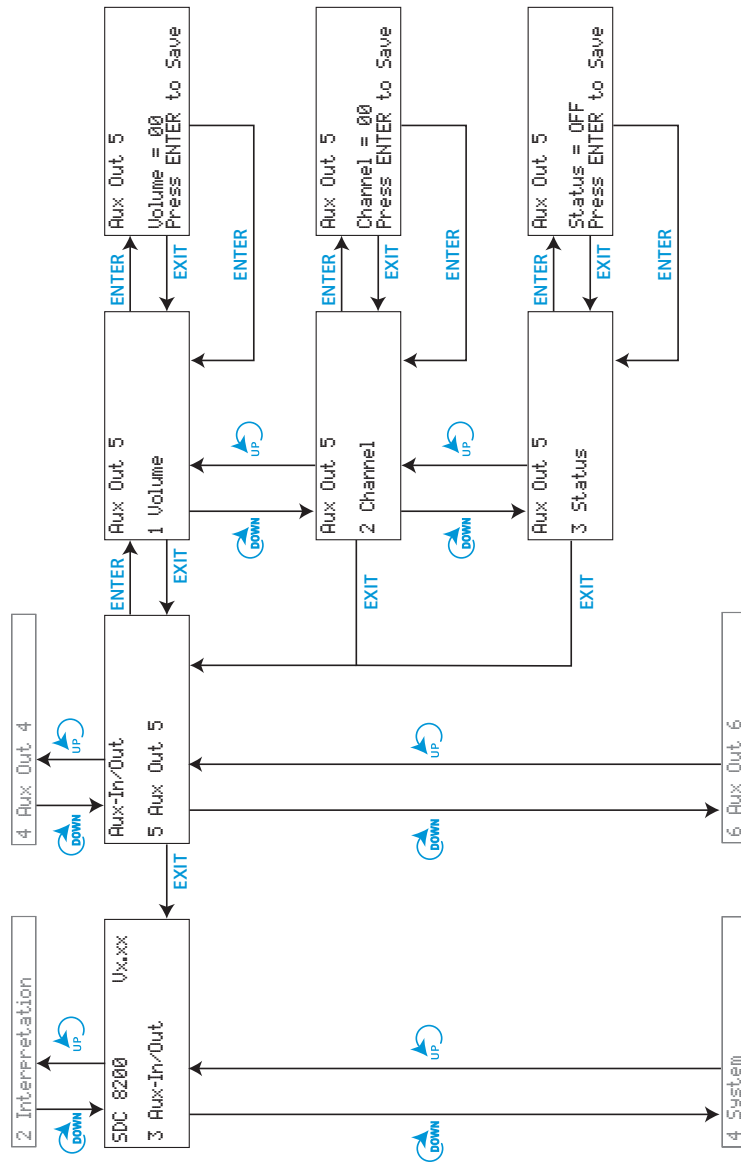 2 Interpretation
DOWN
UP
SDC 8200 Vx.xx
3 Aux-In/Out
DOWN
UP
4 System
EXIT
4 Aux Out 4
DOWN
UP
Aux-In/Out
5 Aux Out 5
DOWN
UP
6 Aux Out 6
ENTER
EXIT
Aux Out 5
1 Volume
ENTER
EXIT
Aux Out 5
Volume = 00
Press ENTER to Save
ENTER
DOWN
UP
EXIT
Aux Out 5
2 Channel
ENTER
EXIT
Aux Out 5
Channel = 00
Press ENTER to Save
ENTER
DOWN
UP
EXIT
Aux Out 5
3 Status
ENTER
EXIT
Aux Out 5
Status = OFF
Press ENTER to Save
ENTER